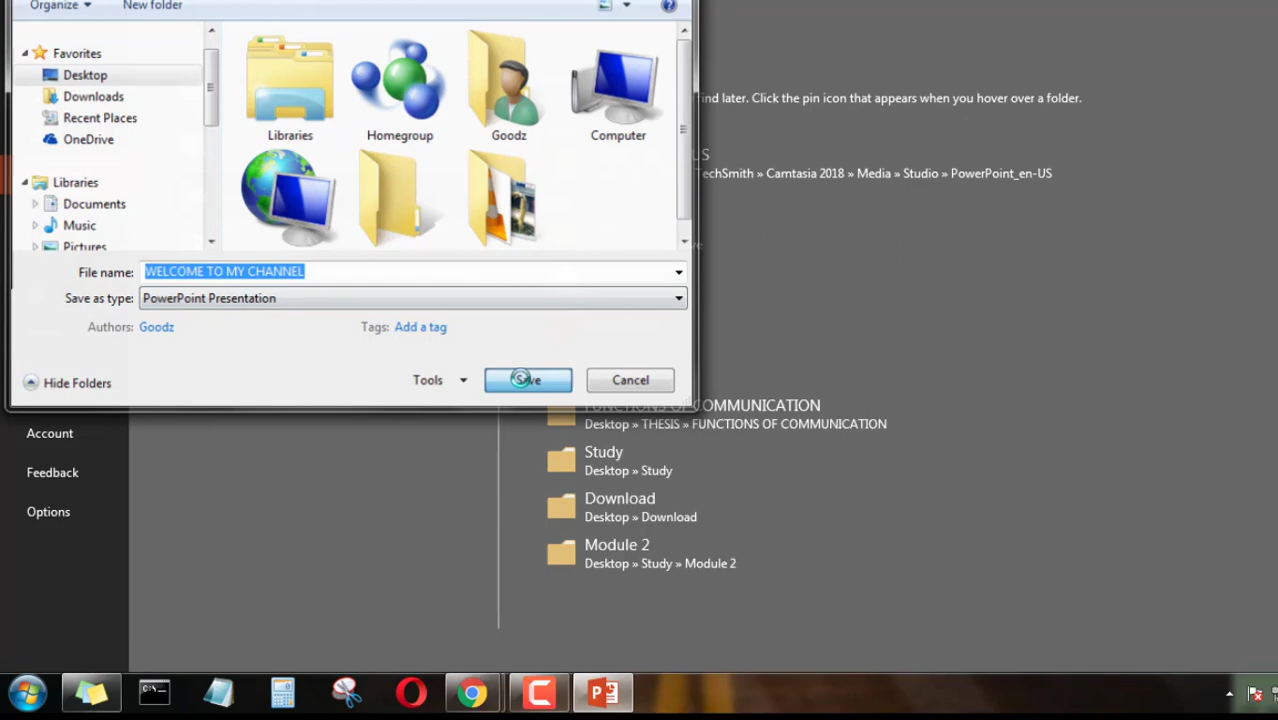 Organize
New folder
Favorites
Desktop
Downloads
Recent Places
OneDrive
Libraries
Documents
Music
Pictures
Libraries
Homegroup
Goodz
Computer
File name: WELCOME TO MY CHANNEL
Save as type: PowerPoint Presentation
Authors: Goodz
Tags: Add a tag
Hide Folders
Tools
Save
Cancel
find later. Click the pin icon that appears when you hover over a folder.
US
TechSmith » Camtasia 2018 » Media » Studio » PowerPoint_en-US
FUNCTIONS OF COMMUNICATION
Desktop » THESIS » FUNCTIONS OF COMMUNICATION
Study
Desktop » Study
Download
Desktop » Download
Module 2
Desktop » Study » Module 2
Account
Feedback
Options